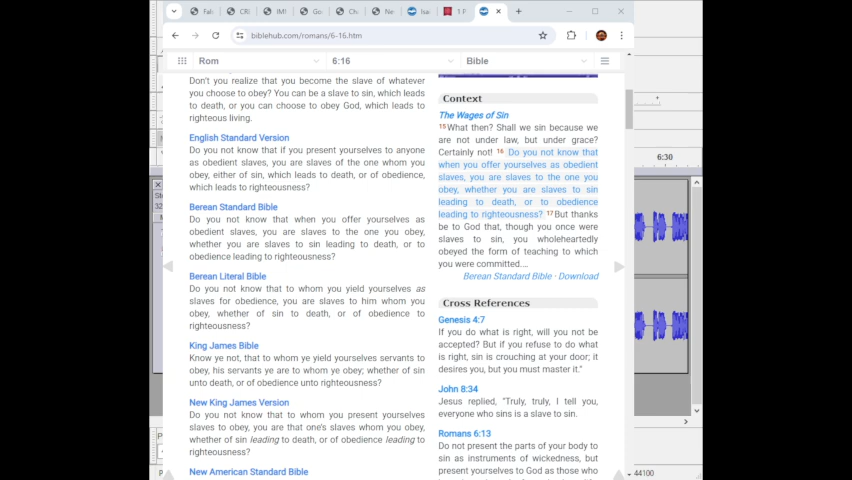 Fal
CRI
IM
Go
Ch
Ne
Isa
1 F
biblehub.com/romans/6-16.htm
Rom
6:16
Bible
Don't you realize that you become the slave of whatever
you choose to obey? You can be a slave to sin, which leads
to death, or you can choose to obey God, which leads to
righteous living.
English Standard Version
Do you not know that if you present yourselves to anyone
as obedient slaves, you are slaves of the one whom you
obey, either of sin, which leads to death, or of obedience,
which leads to righteousness?
Berean Standard Bible
Do you not know that when you offer yourselves as
obedient slaves, you are slaves to the one you obey,
whether you are slaves to sin leading to death, or to
obedience leading to righteousness?
Berean Literal Bible
Do you not know that to whom you yield yourselves as
slaves for obedience, you are slaves to him whom you
obey, whether of sin to death, or of obedience to
righteousness?
King James Bible
Know ye not, that to whom ye yield yourselves servants to
obey, his servants ye are to whom ye obey; whether of sin
unto death, or of obedience unto righteousness?
New King James Version
Do you not know that to whom you present yourselves
slaves to obey, you are that one's slaves whom you obey,
whether of sin leading to death, or of obedience leading to
righteousness?
New American Standard Bible
Context
The Wages of Sin
15 What then? Shall we sin because we
are not under law, but under grace?
Certainly not! 16 Do you not know that
when you offer yourselves as obedient
slaves, you are slaves to the one you
obey, whether you are slaves to sin
leading to death, or to obedience
leading to righteousness? 17 But thanks
be to God that, though you once were
slaves to sin, you wholeheartedly
obeyed the form of teaching to which
you were committed....
Berean Standard Bible · Download
Cross References
Genesis 4:7
If you do what is right, will you not be
accepted? But if you refuse to do what
is right, sin is crouching at your door; it
desires you, but you must master it."
John 8:34
Jesus replied, "Truly, truly, I tell you,
everyone who sins is a slave to sin.
Romans 6:13
Do not present the parts of your body to
sin as instruments of wickedness, but
present yourselves to God as those who
6:30
44100